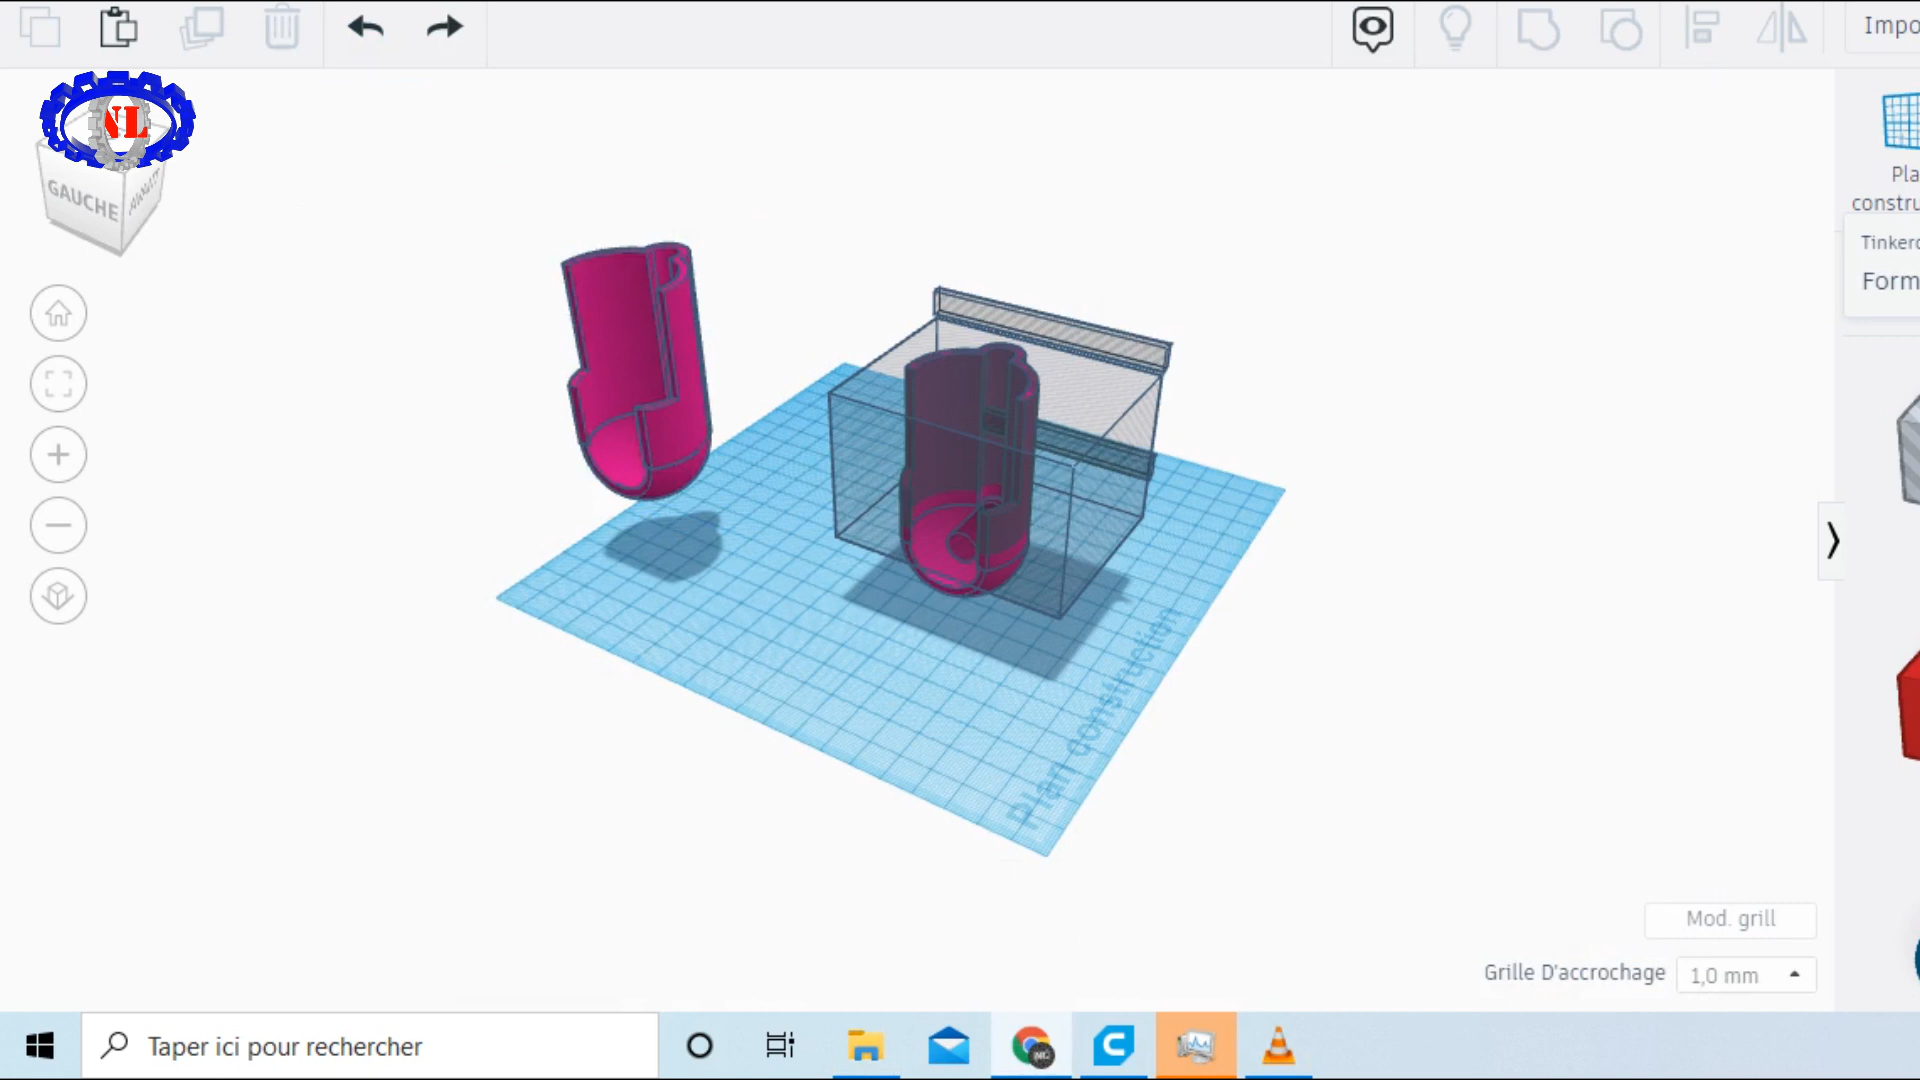 Impo
NL
GAUCHE
Pla
constru
Tinkerc
Form
Plan construction
Mod. grill
Grille D'accrochage
1,0 mm
Taper ici pour rechercher